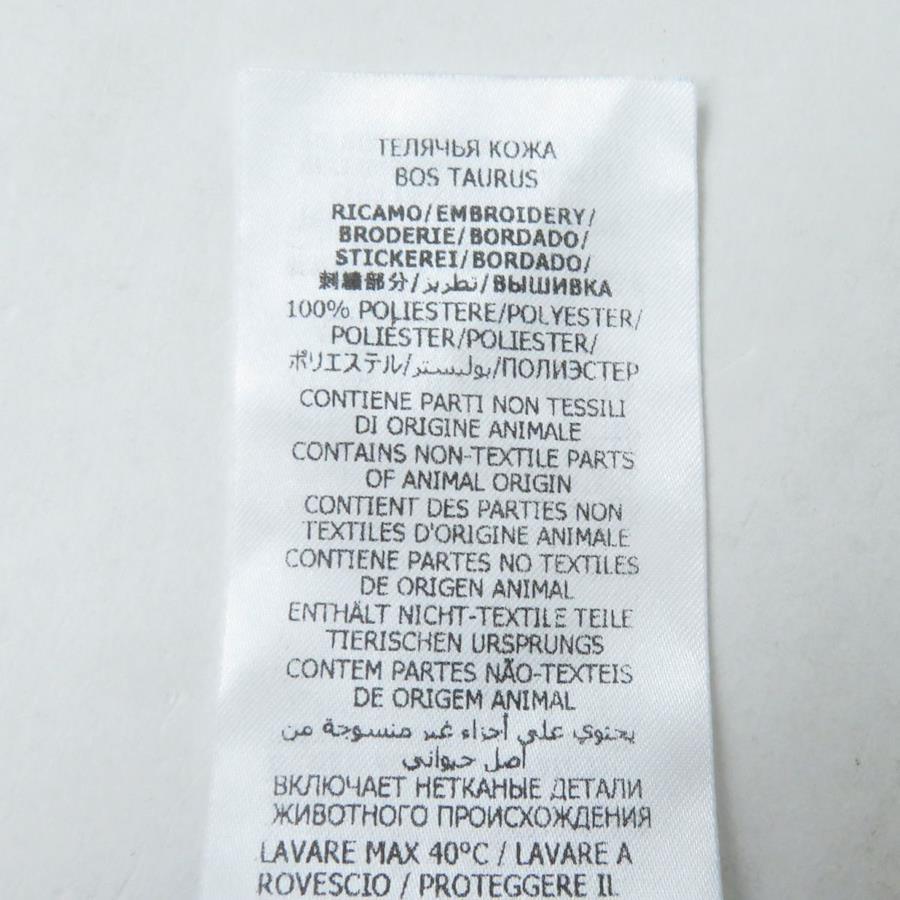 ТЕЛЯЧЬЯ КОЖА
BOS TAURUS
RICAMO/EMBROIDERY/
BRODERIE/BORDADO/
STICKEREI/BORDADO/
刺繍部分/تطريز/ВЫШИВКА
100% POLIESTERE/POLYESTER/
POLIÉSTER/POLIESTER/
ポリエステル/بوليستر/ПОЛИЭСТЕР
CONTIENE PARTI NON TESSILI
DI ORIGINE ANIMALE
CONTAINS NON-TEXTILE PARTS
OF ANIMAL ORIGIN
CONTIENT DES PARTIES NON
TEXTILES D'ORIGINE ANIMALE
CONTIENE PARTES NO TEXTILES
DE ORIGEN ANIMAL
ENTHÄLT NICHT-TEXTILE TEILE
TIERISCHEN URSPRUNGS
CONTEM PARTES NÃO-TEXTEIS
DE ORIGEM ANIMAL
يحتوي على أجزاء غير منسوجة من
أصل حيواني
ВКЛЮЧАЕТ НЕТКАНЫЕ ДЕТАЛИ
ЖИВОТНОГО ПРОИСХОЖДЕНИЯ
LAVARE MAX 40°C / LAVARE A
ROVESCIO / PROTEGGERE IL